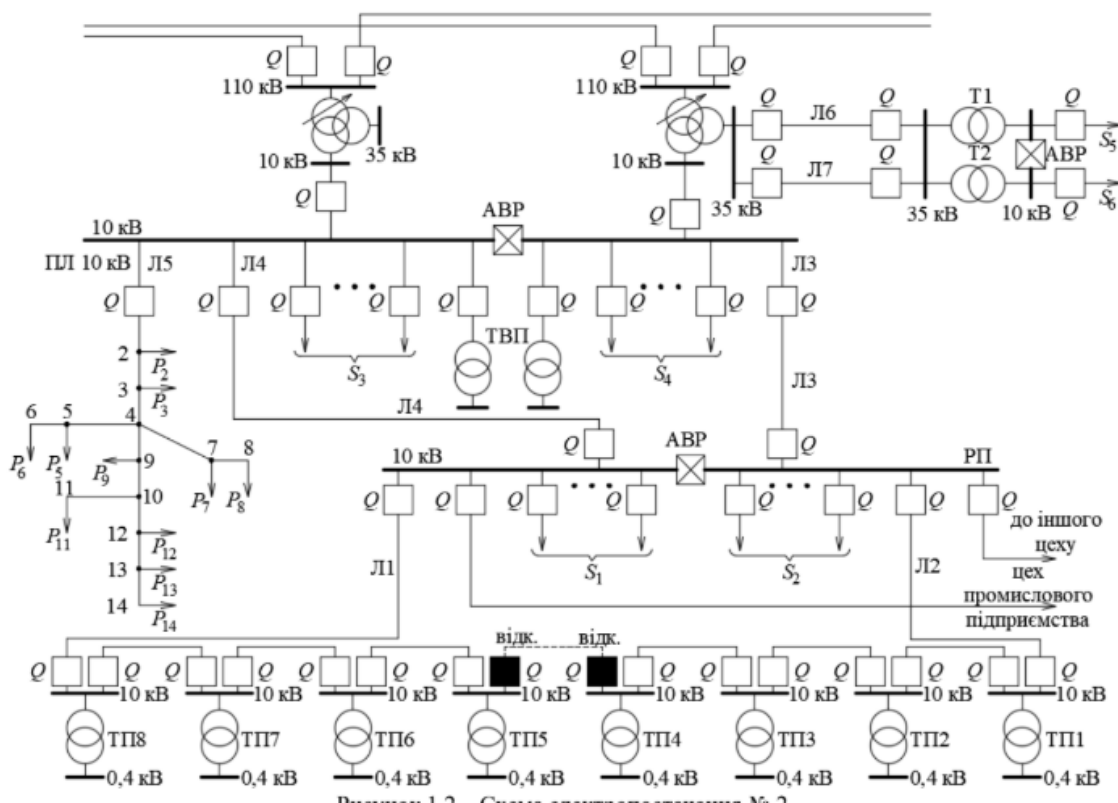 Q Q Q Q
110 кВ 110 кВ
Q Л6 Q Т1 Q
10 кВ 35 кВ 10 кВ
S5
Q Л7 Q Т2 АВР
Q Q 35 кВ 35 кВ 10 кВ Q S6
10 кВ АВР
ПЛ 10 кВ Л5 Л4 Л3
Q Q Q Q Q Q Q Q Q
ТВП
2 P2 S3 S4
3 P3 Л4 Л3
6 5 4
7 8 Q АВР Q
P6 P5 P9 9 10 кВ РП
11 10 P7 P8 Q Q Q Q Q Q Q Q
P11 12 P12 до іншого
цеху
13 P13 Л1 S1 S2 Л2 цех
14 P14 промислового
підприємства
відк. відк.
Q Q Q Q Q Q Q Q Q Q Q Q Q Q Q Q
10 кВ 10 кВ 10 кВ 10 кВ 10 кВ 10 кВ 10 кВ 10 кВ
ТП8 ТП7 ТП6 ТП5 ТП4 ТП3 ТП2 ТП1
0,4 кВ 0,4 кВ 0,4 кВ 0,4 кВ 0,4 кВ 0,4 кВ 0,4 кВ 0,4 кВ